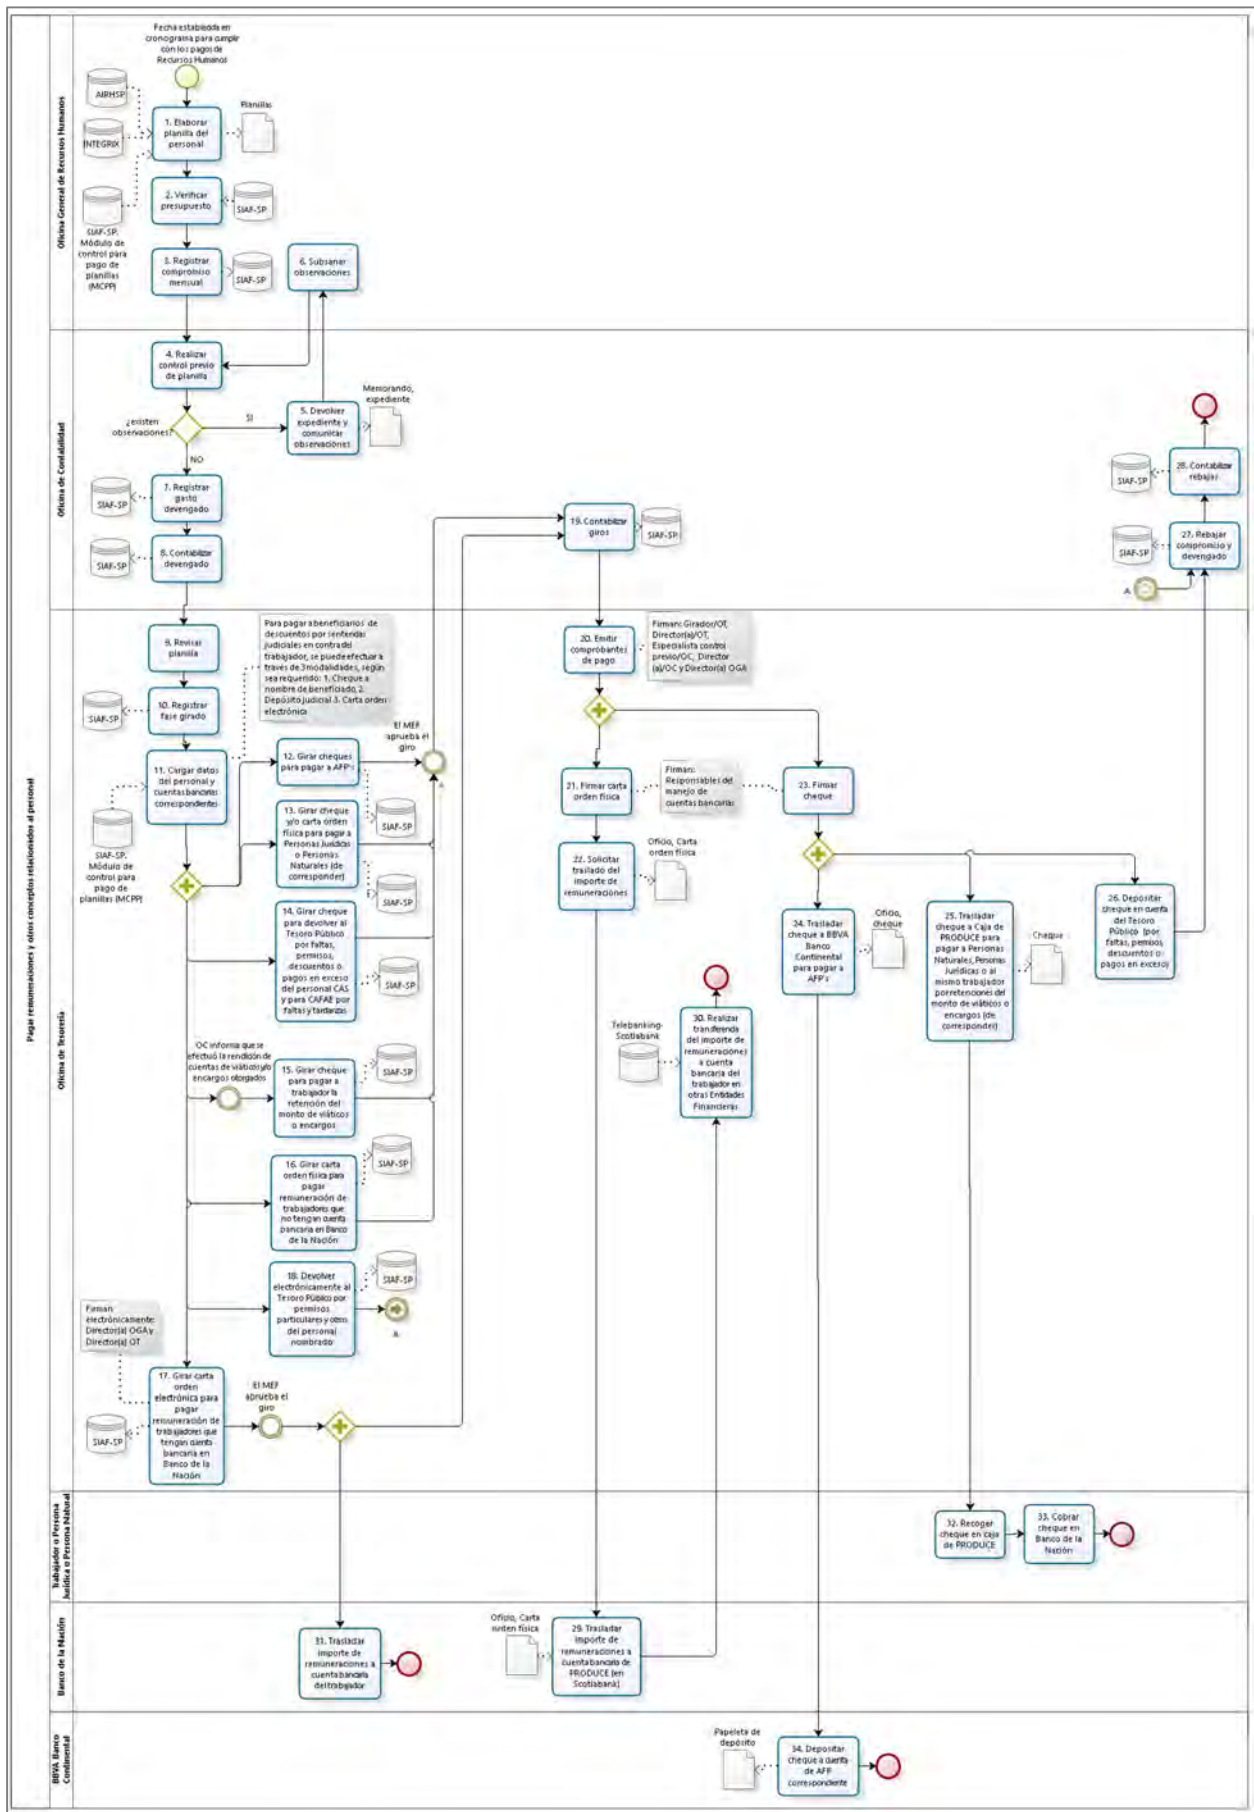 Pagar remuneraciones y otros conceptos relacionados al personal
Oficina General de Recursos Humanos
Fecha establecida en
cronograma para cumplir
con los pagos de
Recursos Humanos
AIRHSP
INTEGRIX
SIAF-SP.
Módulo de
control para
pago de
planillas
(MCPP)
1. Elaborar
planilla del
personal
Planillas
2. Verificar
presupuesto
SIAF-SP
3. Registrar
compromiso
mensual
SIAF-SP
6. Subsanar
observaciones
Oficina de Contabilidad
4. Realizar
control previo
de planilla
¿existen
observaciones?
SI
NO
5. Devolver
expediente y
comunicar
observaciones
Memorando,
expediente
7. Registrar
gasto
devengado
SIAF-SP
8. Contabilizar
devengado
SIAF-SP
19. Contabilizar
giros
SIAF-SP
28. Contabilizar
rebajas
SIAF-SP
27. Rebajar
compromiso y
devengado
SIAF-SP
A
Oficina de Tesorería
9. Revisar
planilla
10. Registrar
fase girado
SIAF-SP
Para pagar a beneficiarios de
descuentos por sentencias
judiciales en contra del
trabajador, se puede efectuar a
través de 3 modalidades, según
sea requerido: 1. Cheque a
nombre de beneficiado, 2.
Depósito judicial 3. Carta orden
electrónica
11. Cargar datos
del personal y
cuentas bancarias
correspondientes
SIAF-SP.
Módulo de
control para
pago de
planillas (MCPP)
12. Girar cheques
para pagar a AFP's
SIAF-SP
El MEF
aprueba el
giro
13. Girar cheque
y/o carta orden
física para pagar a
Personas Jurídicas
o Personas
Naturales (de
corresponder)
SIAF-SP
14. Girar cheque
para devolver al
Tesoro Público
por faltas,
permisos,
descuentos o
pagos en exceso
del personal CAS
y para CAFAE por
faltas y tardanzas
SIAF-SP
OC informa que se
efectuó la rendición de
cuentas de viáticos y/o
encargos otorgados
15. Girar cheque
para pagar a
trabajador la
retención del
monto de viáticos
o encargos
SIAF-SP
16. Girar carta
orden física para
pagar
remuneración de
trabajadores que
no tengan cuenta
bancaria en Banco
de la Nación
SIAF-SP
18. Devolver
electrónicamente al
Tesoro Público por
permisos
particulares y otros
del personal
nombrado
SIAF-SP
A
Firman
electrónicamente:
Director(a) OGA y
Director(a) OT
17. Girar carta
orden
electrónica para
pagar
remuneración de
trabajadores que
tengan cuenta
bancaria en
Banco de la
Nación
SIAF-SP
El MEF
aprueba el
giro
20. Emitir
comprobantes
de pago
Firman: Girador/OT,
Director(a)/OT,
Especialista control
previo/OC, Director
(a)/OC y Director(a) OGA
21. Firmar carta
orden física
Firman:
Responsables del
manejo de
cuentas bancarias
23. Firmar
cheque
22. Solicitar
traslado del
importe de
remuneraciones
Oficio, Carta
orden física
24. Trasladar
cheque a BBVA
Banco
Continental
para pagar a
AFP's
Oficio,
cheque
25. Trasladar
cheque a Caja de
PRODUCE para
pagar a Personas
Naturales, Personas
Jurídicas o al
mismo trabajador
por retenciones del
monto de viáticos o
encargos (de
corresponder)
Cheque
26. Depositar
cheque en cuenta
del Tesoro
Público (por
faltas, permisos,
descuentos o
pagos en exceso)
Telebanking
Scotiabank
30. Realizar
transferencia
del importe de
remuneraciones
a cuenta
bancaria del
trabajador en
otras Entidades
Financieras
Trabajador o Persona
Jurídica o Persona Natural
32. Recoger
cheque en caja
de PRODUCE
33. Cobrar
cheque en
Banco de la
Nación
Banco de la Nación
31. Trasladar
importe de
remuneraciones a
cuenta bancaria
del trabajador
Oficio, Carta
orden física
29. Trasladar
importe de
remuneraciones a
cuenta bancaria de
PRODUCE (en
Scotiabank)
BBVA Banco
Continental
Papeleta de
depósito
34. Depositar
cheque a cuenta
de AFP
correspondiente